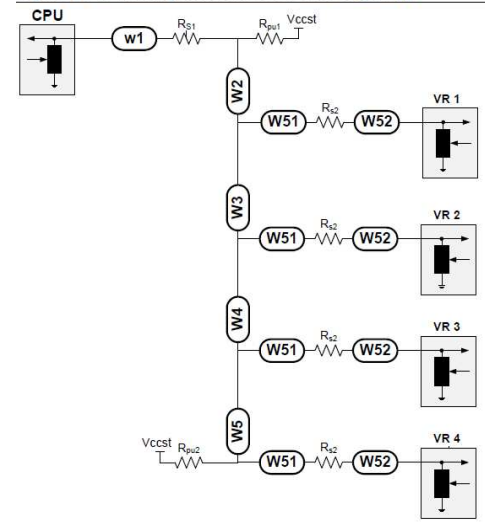 CPU
w1
RS1
Rpu1
Vccst
W2
VR 1
W51
Rs2
W52
W3
VR 2
W51
Rs2
W52
W4
VR 3
W51
Rs2
W52
W5
Vccst
Rpu2
VR 4
W51
Rs2
W52